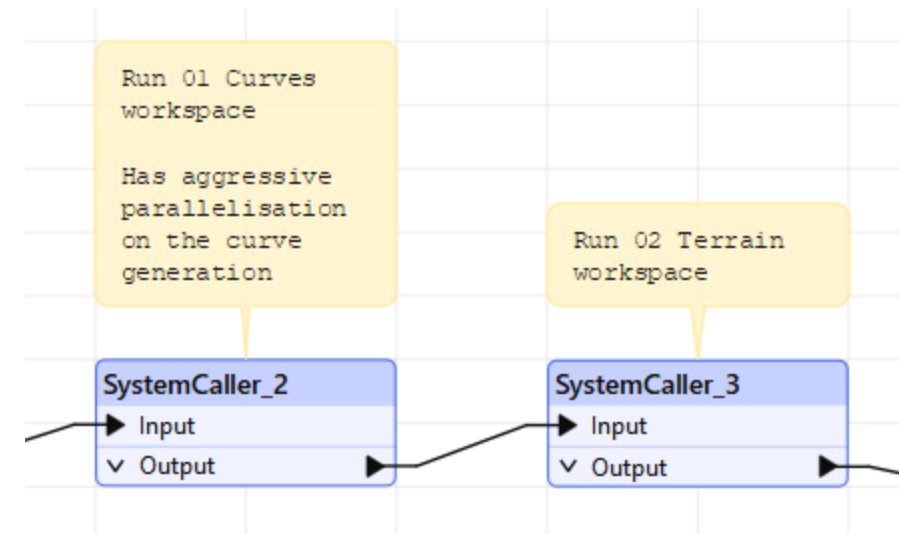 Run 01 Curves
workspace
Has aggressive
parallelisation
on the curve
generation
Run 02 Terrain
workspace
SystemCaller_2
Input
Output
SystemCaller_3
Input
Output